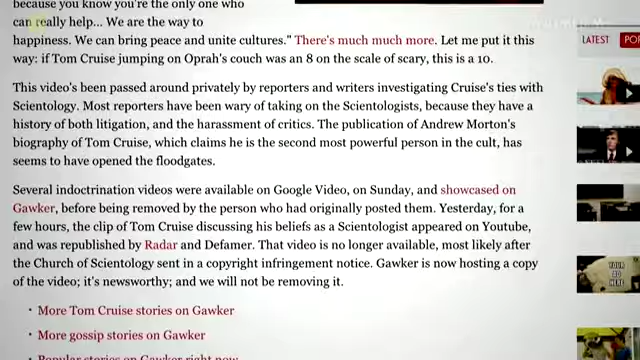 because you know you're the only one who
can really help... We are the way to
happiness. We can bring peace and unite cultures." There's much much more. Let me put it this
way: if Tom Cruise jumping on Oprah's couch was an 8 on the scale of scary, this is a 10.
This video's been passed around privately by reporters and writers investigating Cruise's ties with
Scientology. Most reporters have been wary of taking on the Scientologists, because they have a
history of both litigation, and the harassment of critics. The publication of Andrew Morton's
biography of Tom Cruise, which claims he is the second most powerful person in the cult, has
seems to have opened the floodgates.
Several indoctrination videos were available on Google Video, on Sunday, and showcased on
Gawker, before being removed by the person who had originally posted them. Yesterday, for a
few hours, the clip of Tom Cruise discussing his beliefs as a Scientologist appeared on Youtube,
and was republished by Radar and Defamer. That video is no longer available, most likely after
the Church of Scientology sent in a copyright infringement notice. Gawker is now hosting a copy
of the video; it's newsworthy; and we will not be removing it.
• More Tom Cruise stories on Gawker
• More gossip stories on Gawker
• Popular stories on Gawker right now
LATEST
POP
YOUR
AD
HERE